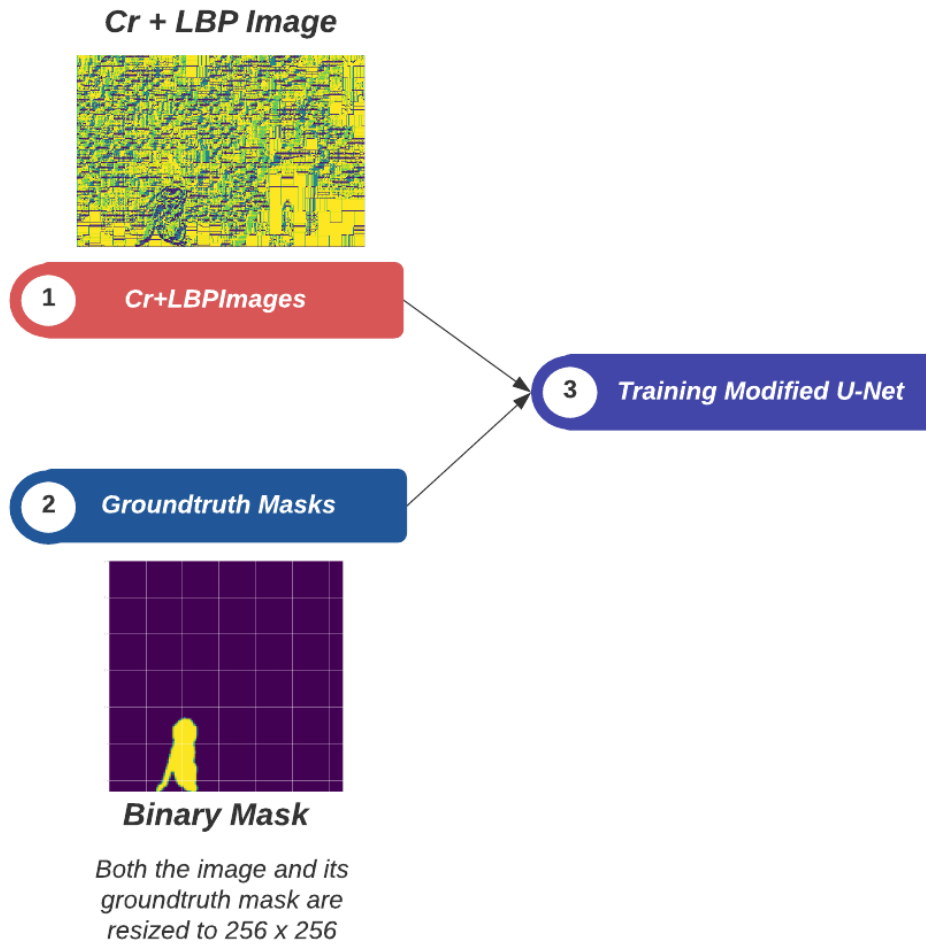 Cr + LBP Image
1
Cr+LBPImages
3
Training Modified U-Net
2
Groundtruth Masks
Binary Mask
Both the image and its
groundtruth mask are
resized to 256 x 256